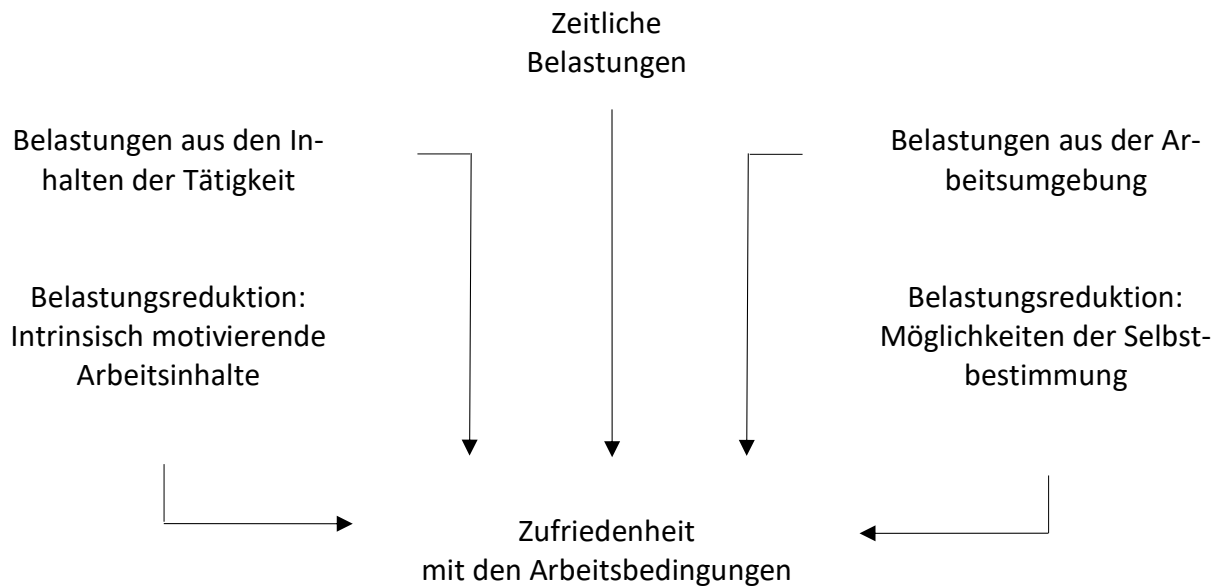 Zeitliche
Belastungen
Belastungen aus den In-
halten der Tätigkeit
Belastungen aus der Ar-
beitsumgebung
Belastungsreduktion:
Intrinsisch motivierende
Arbeitsinhalte
Belastungsreduktion:
Möglichkeiten der Selbst-
bestimmung
Zufriedenheit
mit den Arbeitsbedingungen